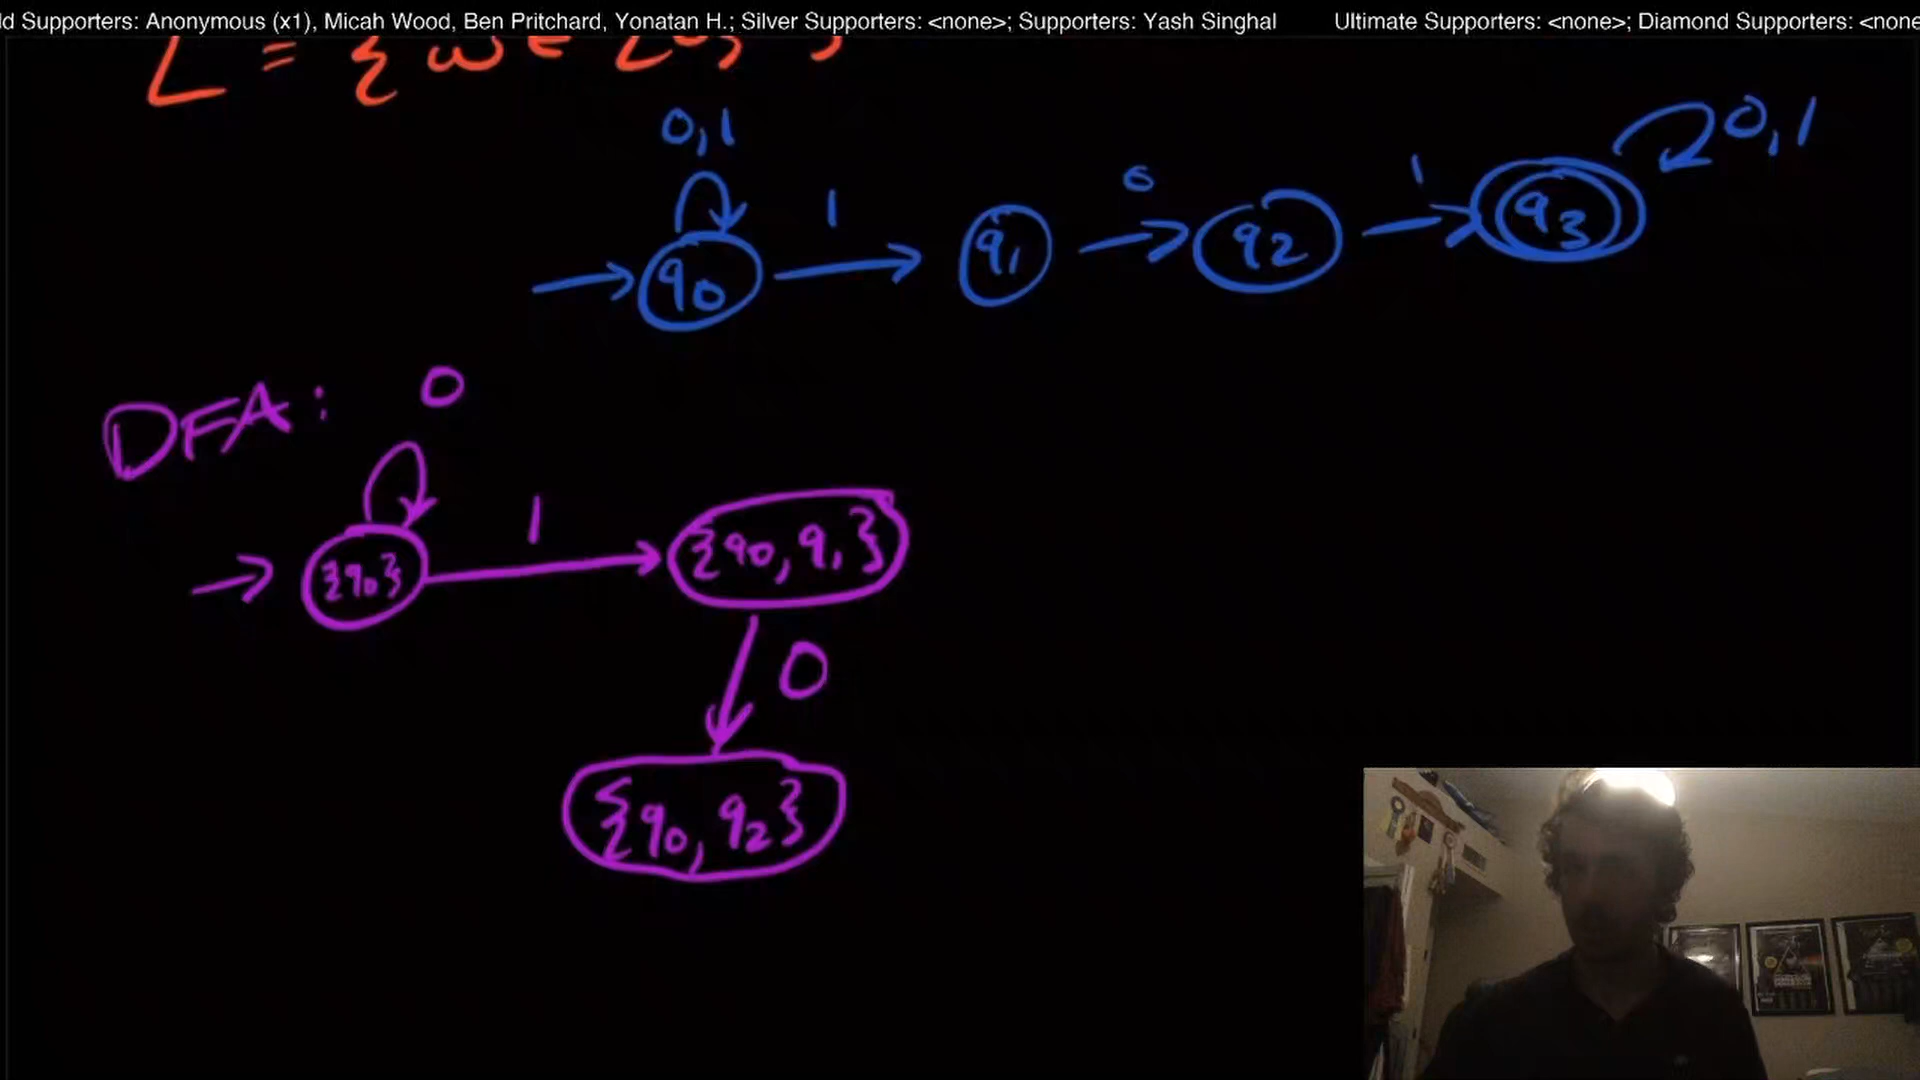 ld Supporters: Anonymous (x1), Micah Wood, Ben Pritchard, Yonatan H.; Silver Supporters: <none>; Supporters: Yash Singhal Ultimate Supporters: <none>; Diamond Supporters: <none
L = { w ∈
0,1
0,1
1
0
1
q0
q1
q2
q3
DFA:
0
1
{q0}
{q0, q1}
0
{q0, q2}